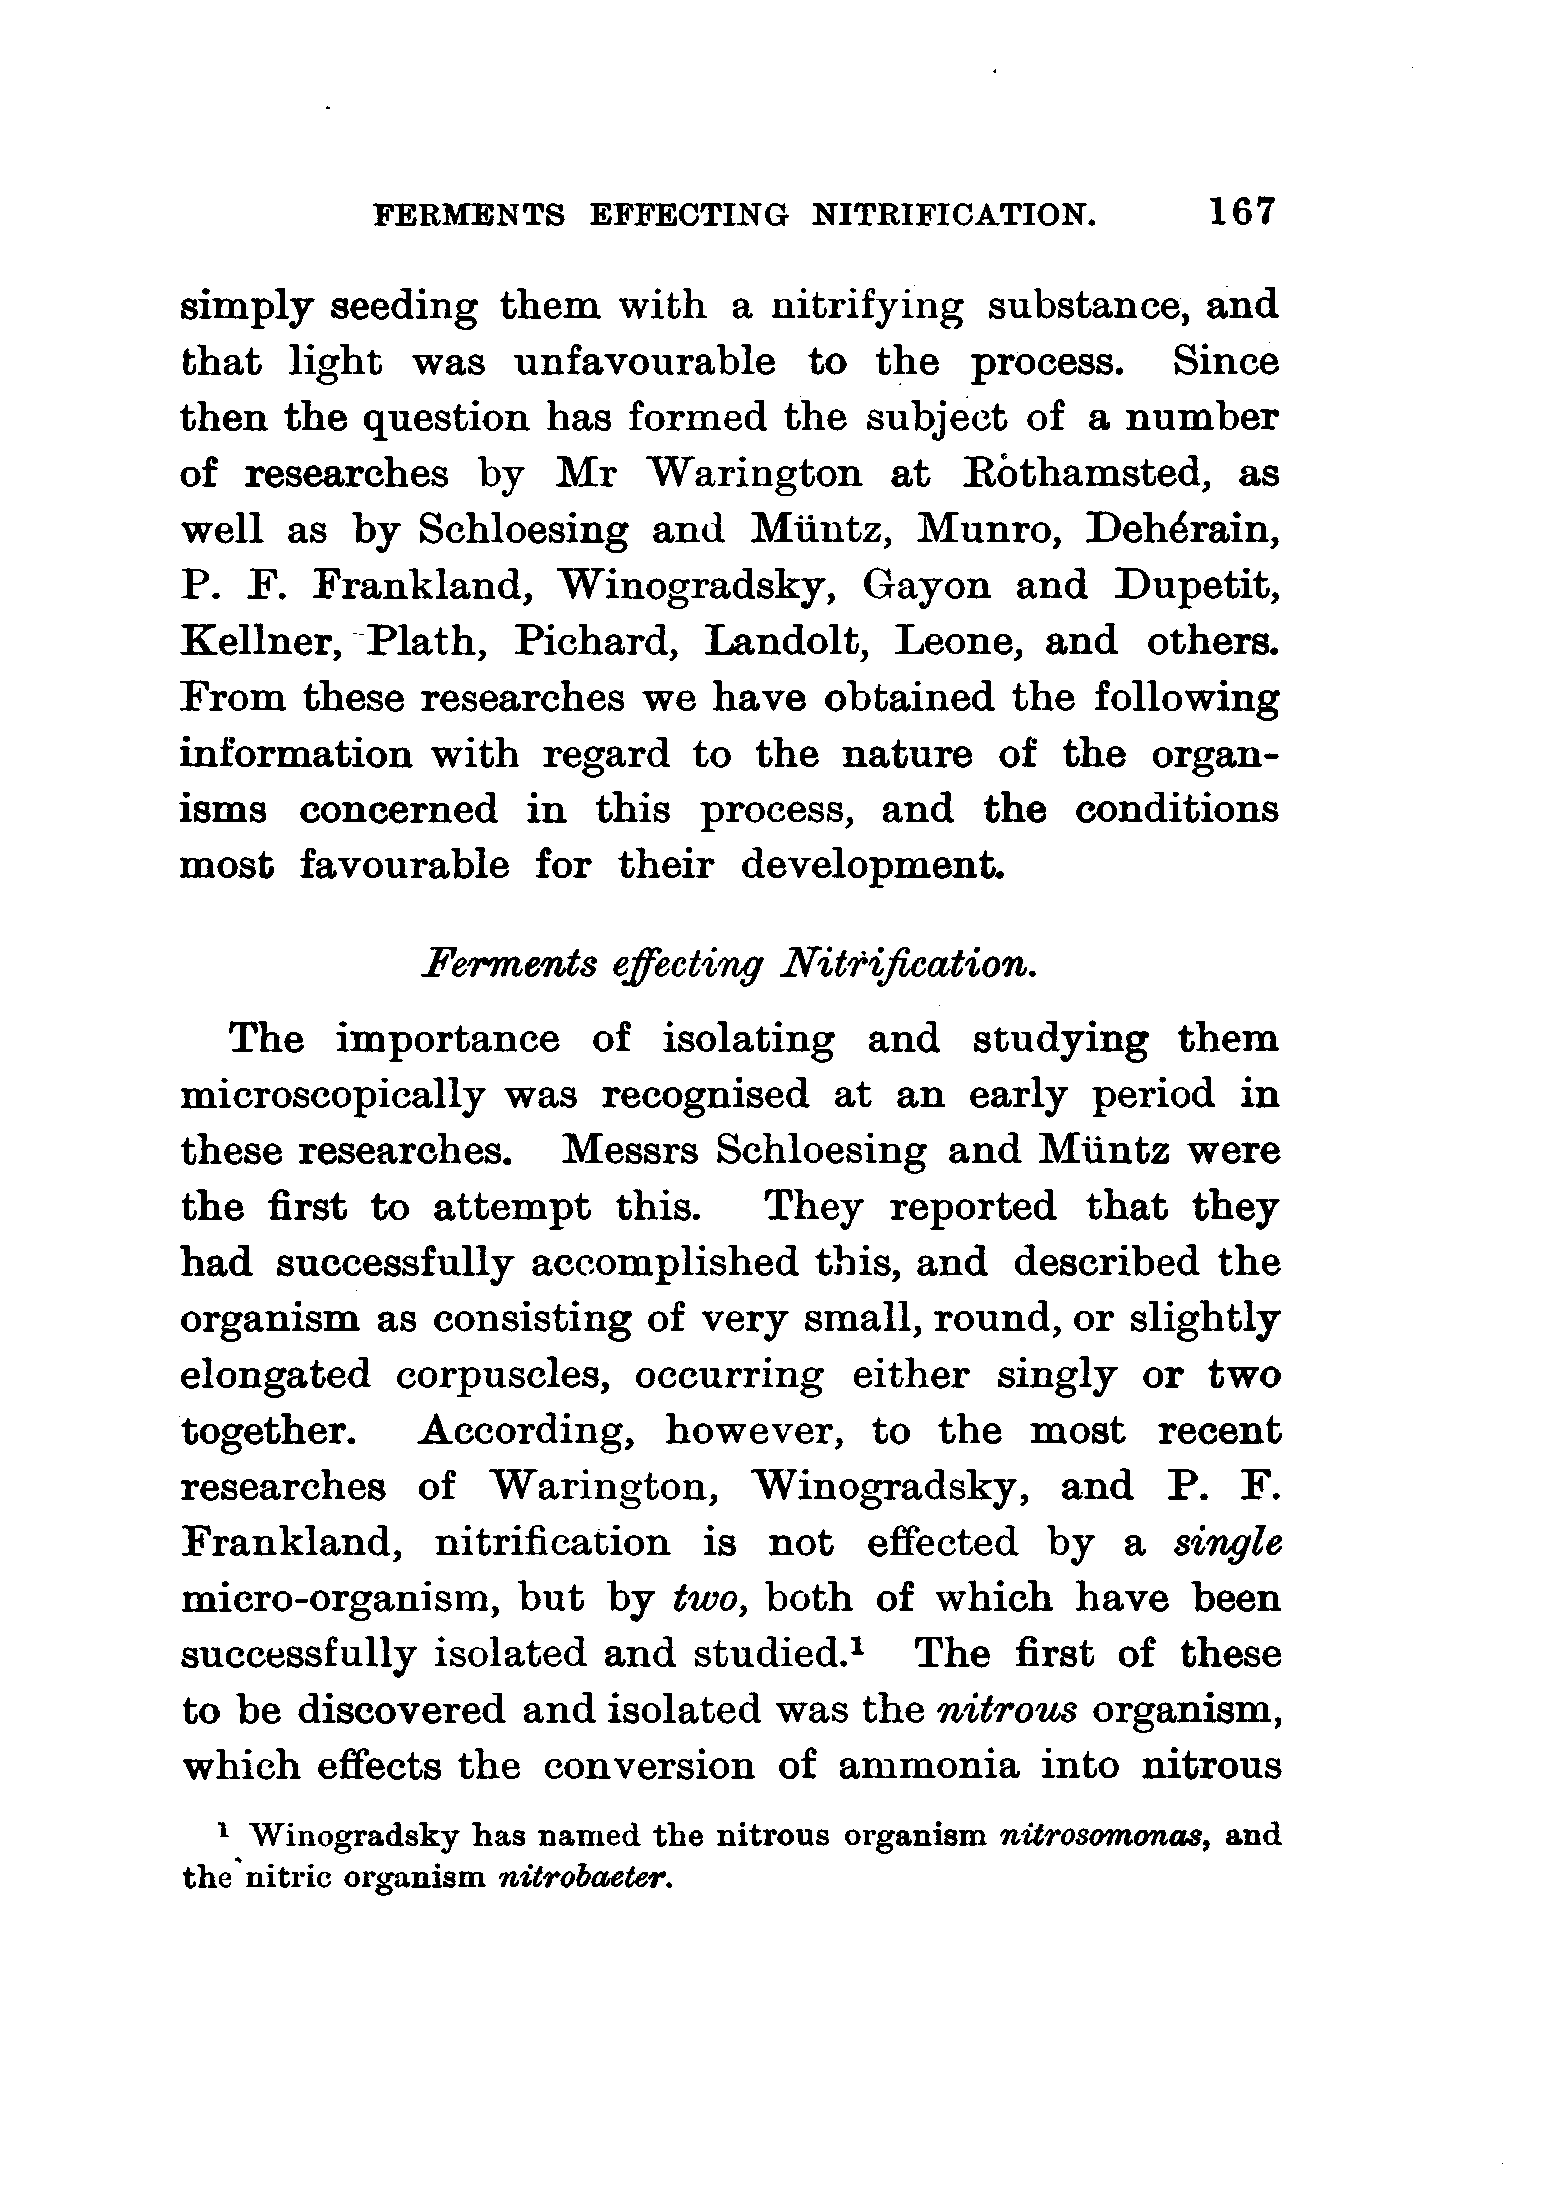 FERMENTS EFFECTING NITRIFICATION. 167
simply seeding them with a nitrifying substance, and
that light was unfavourable to the process. Since
then the question has formed the subject of a number
of researches by Mr Warington at Rothamsted, as
well as by Schloesing and Müntz, Munro, Dehérain,
P. F. Frankland, Winogradsky, Gayon and Dupetit,
Kellner, Plath, Pichard, Landolt, Leone, and others.
From these researches we have obtained the following
information with regard to the nature of the organ-
isms concerned in this process, and the conditions
most favourable for their development.
Ferments effecting Nitrification.
The importance of isolating and studying them
microscopically was recognised at an early period in
these researches. Messrs Schloesing and Müntz were
the first to attempt this. They reported that they
had successfully accomplished this, and described the
organism as consisting of very small, round, or slightly
elongated corpuscles, occurring either singly or two
together. According, however, to the most recent
researches of Warington, Winogradsky, and P. F.
Frankland, nitrification is not effected by a single
micro-organism, but by two, both of which have been
successfully isolated and studied.¹ The first of these
to be discovered and isolated was the nitrous organism,
which effects the conversion of ammonia into nitrous
¹ Winogradsky has named the nitrous organism nitrosomonas, and
the nitric organism nitrobaeter.